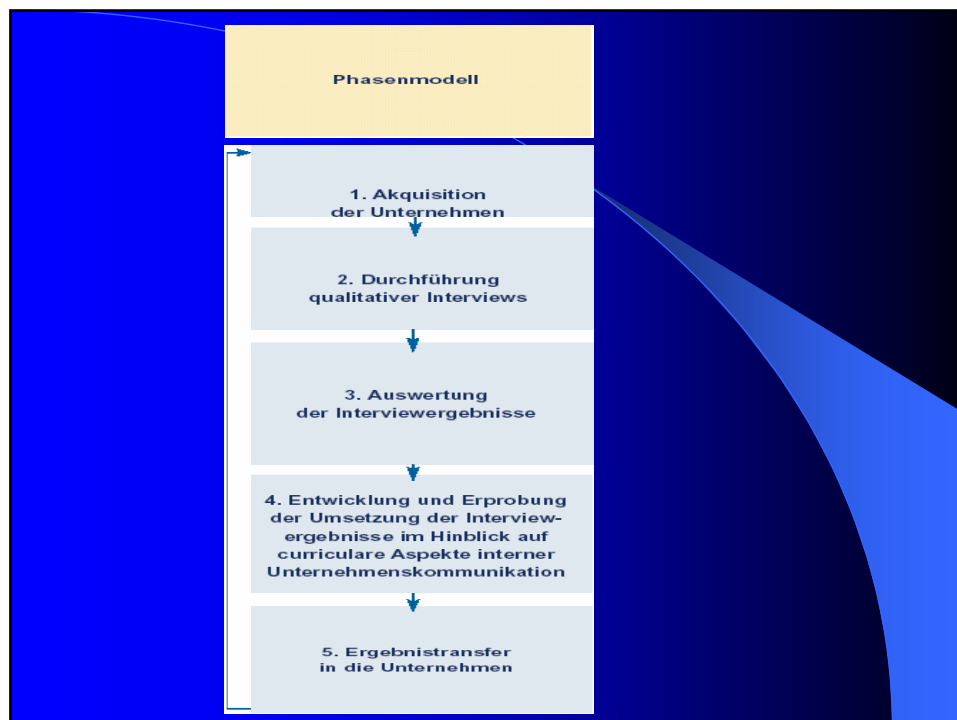 Phasenmodell
1. Akquisition
der Unternehmen
2. Durchführung
qualitativer Interviews
3. Auswertung
der Interviewergebnisse
4. Entwicklung und Erprobung
der Umsetzung der Interview-
ergebnisse im Hinblick auf
curriculare Aspekte interner
Unternehmenskommunikation
5. Ergebnistransfer
in die Unternehmen